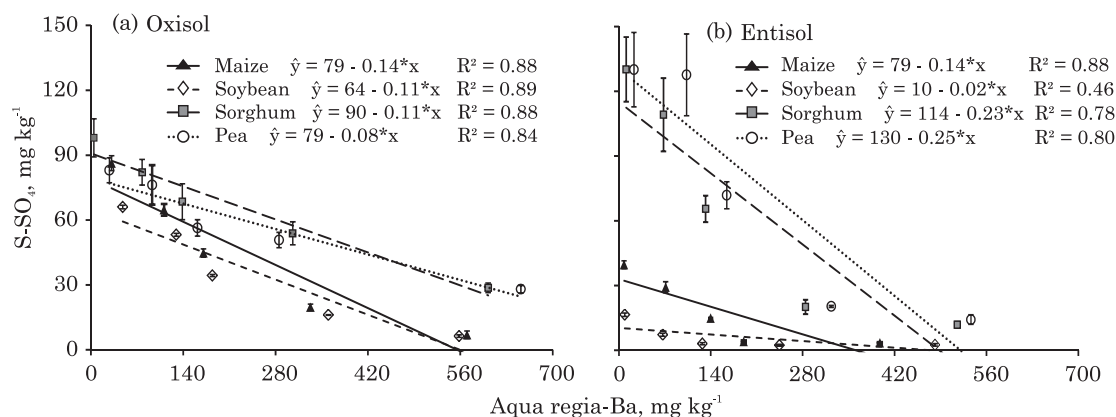 (a) Oxisol
Maize ŷ = 79 - 0.14*x R² = 0.88
Soybean ŷ = 64 - 0.11*x R² = 0.89
Sorghum ŷ = 90 - 0.11*x R² = 0.88
Pea ŷ = 79 - 0.08*x R² = 0.84
(b) Entisol
Maize ŷ = 79 - 0.14*x R² = 0.88
Soybean ŷ = 10 - 0.02*x R² = 0.46
Sorghum ŷ = 114 - 0.23*x R² = 0.78
Pea ŷ = 130 - 0.25*x R² = 0.80
S-SO₄, mg kg⁻¹
150
120
90
60
30
0
0 140 280 420 560 700 0 140 280 420 560 700
Aqua regia-Ba, mg kg⁻¹